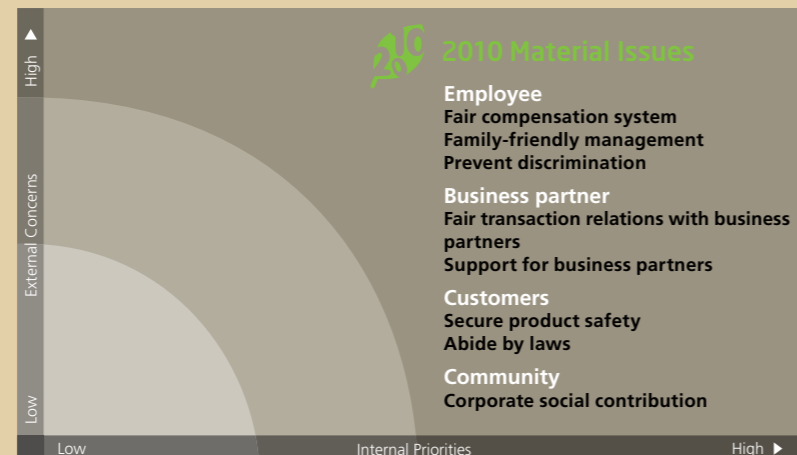 2010
2010 Material Issues
Employee
Fair compensation system
Family-friendly management
Prevent discrimination
Business partner
Fair transaction relations with business
partners
Support for business partners
Customers
Secure product safety
Abide by laws
Community
Corporate social contribution
High ▲
External Concerns
Low
Low
Internal Priorities
High ▶